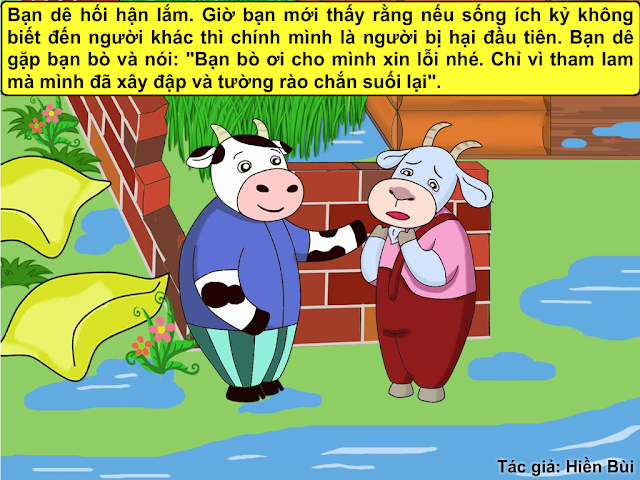 Bạn dê hối hận lắm. Giờ bạn mới thấy rằng nếu sống ích kỷ không
biết đến người khác thì chính mình là người bị hại đầu tiên. Bạn dê
gặp bạn bò và nói: "Bạn bò ơi cho mình xin lỗi nhé. Chỉ vì tham lam
mà mình đã xây đập và tường rào chắn suối lại".
Tác giả: Hiền Bùi